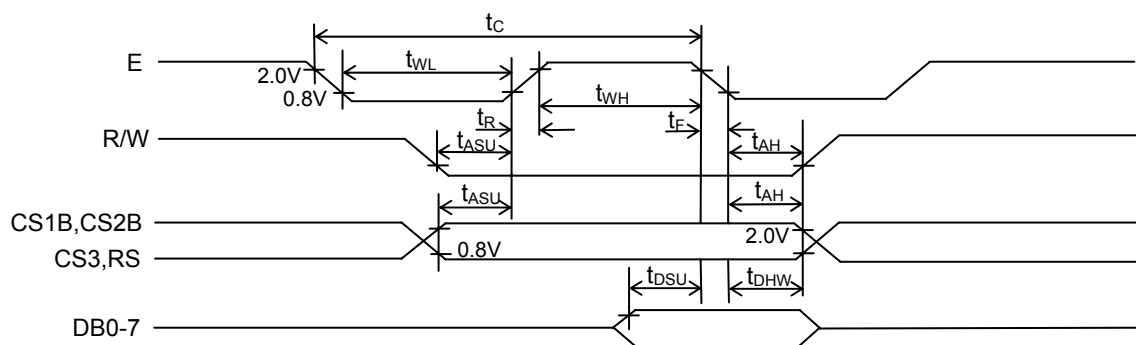 tC
E
2.0V
0.8V
tWL
tWH
tR
tF
R/W
tASU
tAH
tASU
tAH
CS1B,CS2B
2.0V
CS3,RS
0.8V
tDSU
tDHW
DB0-7